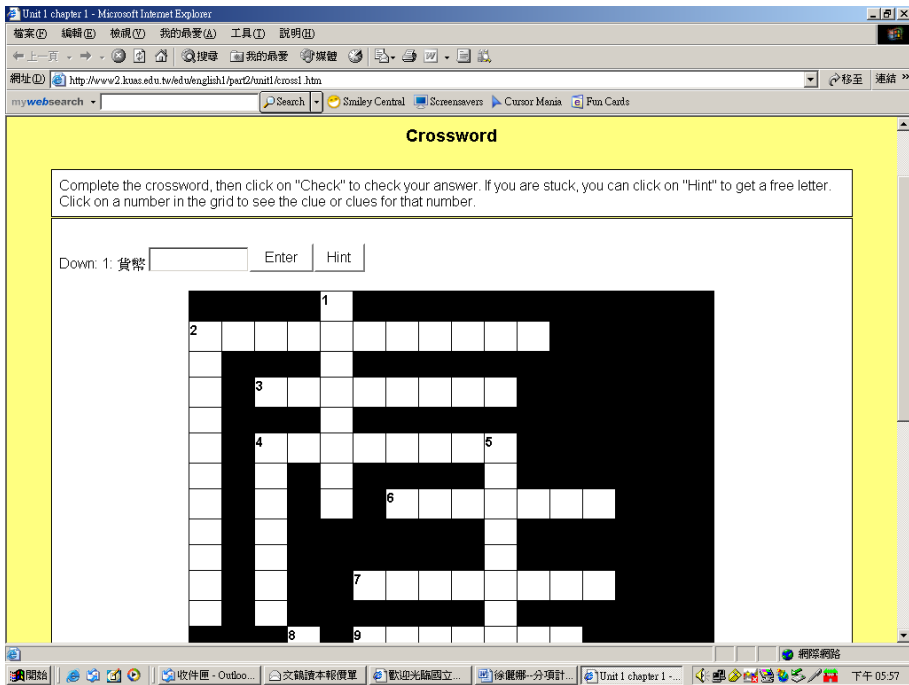 Unit 1 chapter 1 - Microsoft Internet Explorer
檔案(F) 編輯(E) 檢視(V) 我的最愛(A) 工具(T) 說明(H)
上一頁 搜尋 我的最愛 媒體
網址(D) http://www2.kuas.edu.tw/edu/english1/part2/unit1/cross1.htm 移至 連結 »
mywebsearch Search Smiley Central Screensavers Cursor Mania Fun Cards
Crossword
Complete the crossword, then click on "Check" to check your answer. If you are stuck, you can click on "Hint" to get a free letter.
Click on a number in the grid to see the clue or clues for that number.
Down: 1: 貨幣 Enter Hint
1
2
3
4 5
6
7
8 9
網際網路
開始 收件匣 - Outloo... 文鶴讀本報價單 歡迎光臨國立... 分項計... Unit 1 chapter 1 -... 下午 05:57